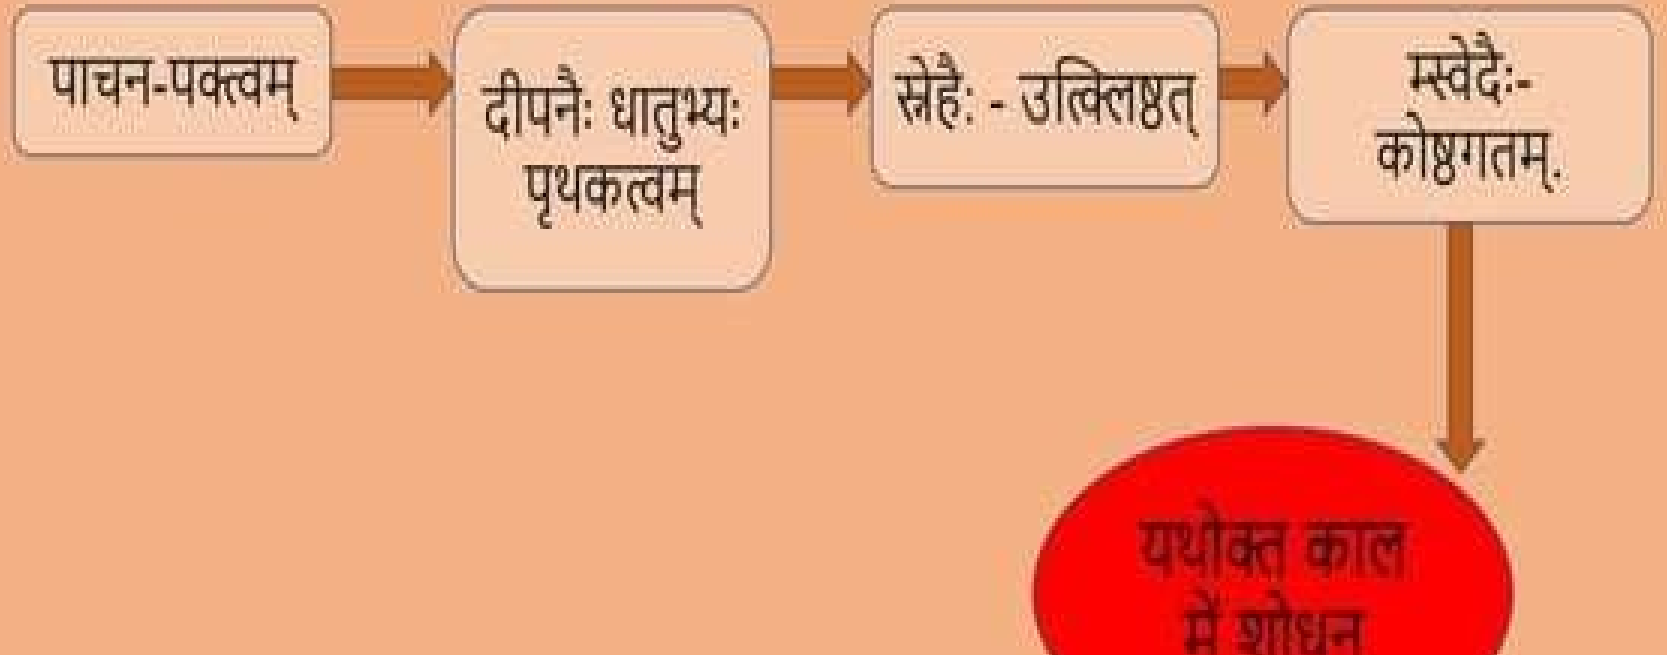 पाचन-पक्त्वम्
दीपनैः धातुभ्यः
पृथकत्वम्
स्नेहै: - उत्क्लिष्ठत्
म्स्वेदैः-
कोष्ठगतम्.
यथोक्त काल
में शोधन